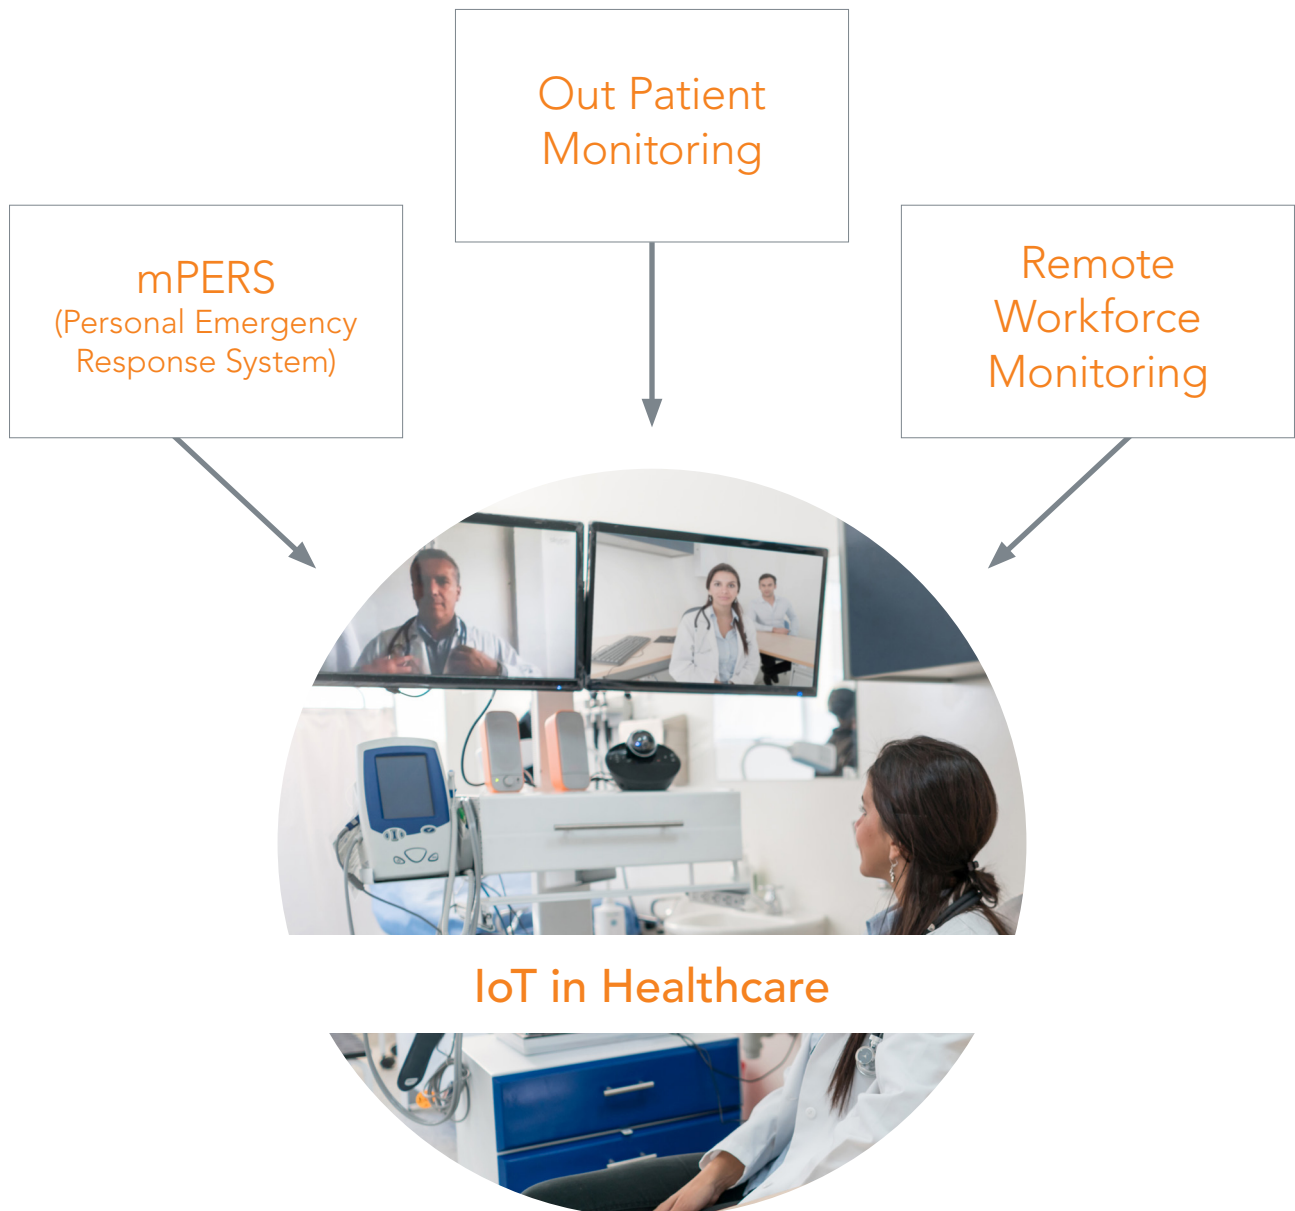 Out Patient
Monitoring
mPERS
(Personal Emergency
Response System)
Remote
Workforce
Monitoring
IoT in Healthcare